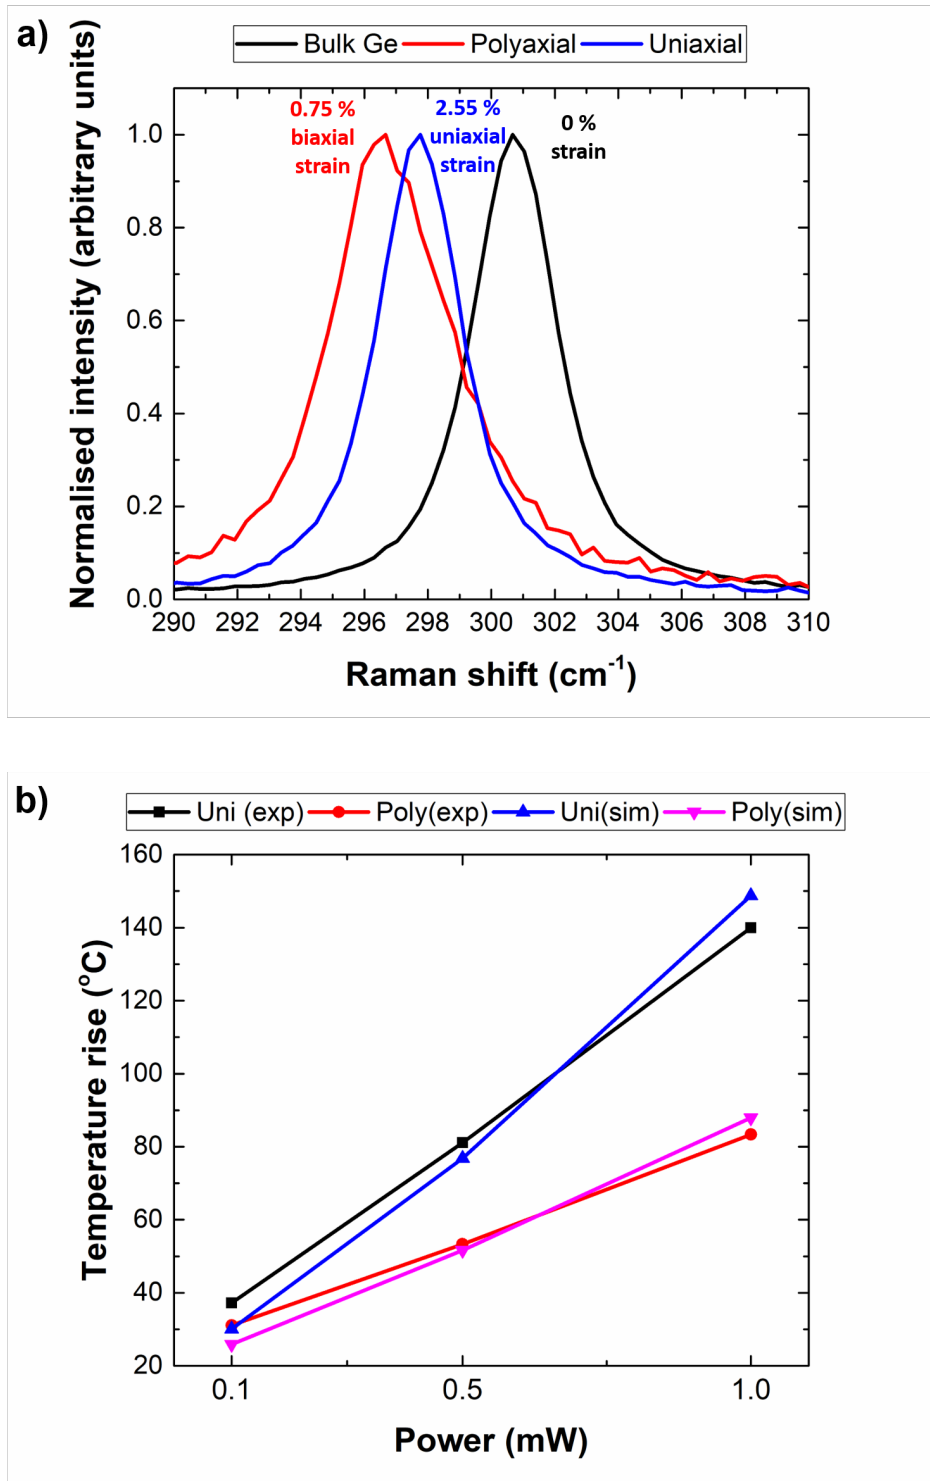 a)
Bulk Ge Polyaxial Uniaxial
Normalised intensity (arbitrary units)
0.75 %
biaxial
strain
2.55 %
uniaxial
strain
0 %
strain
1.0
0.8
0.6
0.4
0.2
0.0
290 292 294 296 298 300 302 304 306 308 310
Raman shift (cm-1)
b)
Uni (exp) Poly(exp) Uni(sim) Poly(sim)
Temperature rise (°C)
160
140
120
100
80
60
40
20
0.1 0.5 1.0
Power (mW)